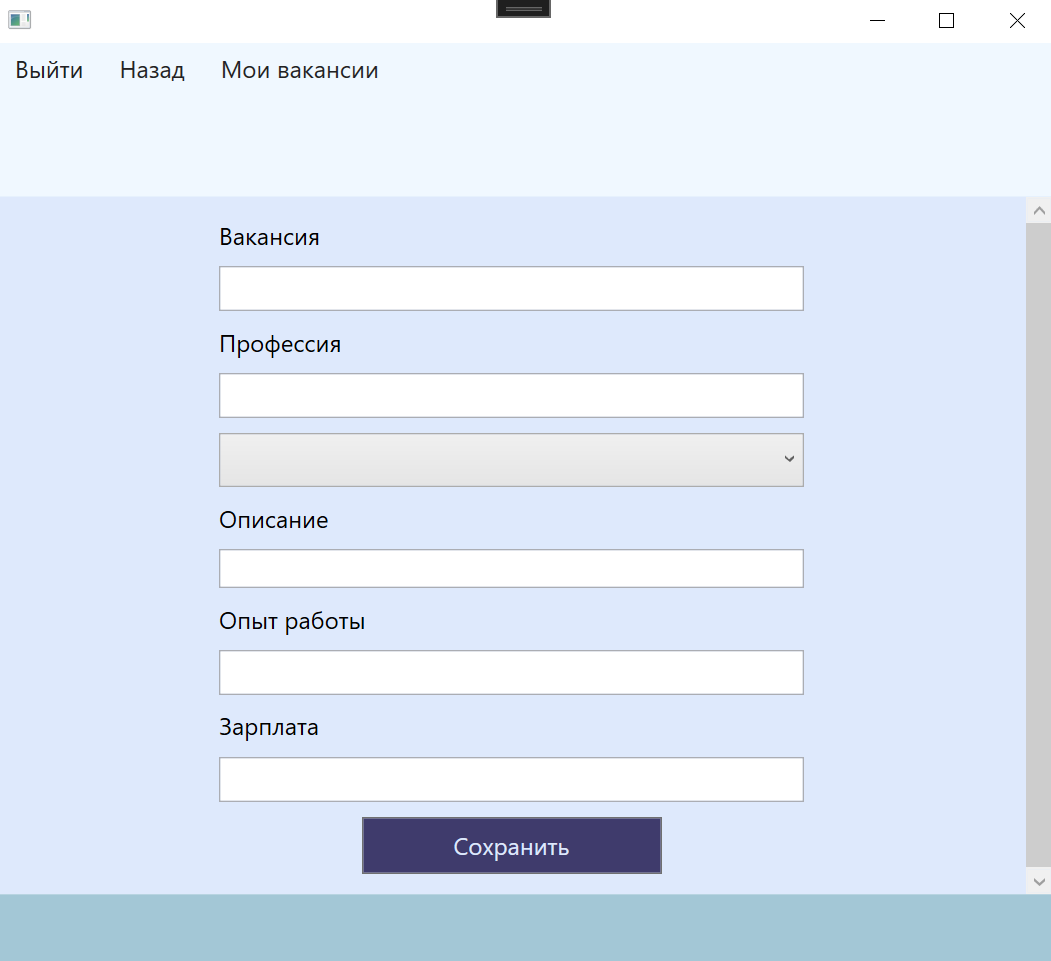 Выйти Назад Мои вакансии
Вакансия
Профессия
Описание
Опыт работы
Зарплата
Сохранить